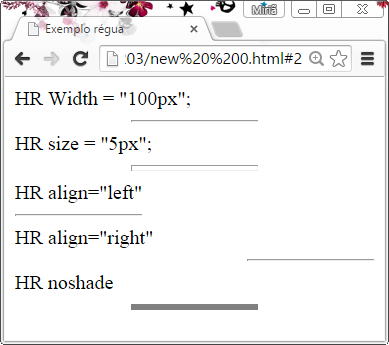 Miriã
Exemplo régua
:03/new%20%200.html#2
HR Width = "100px";
HR size = "5px";
HR align="left"
HR align="right"
HR noshade